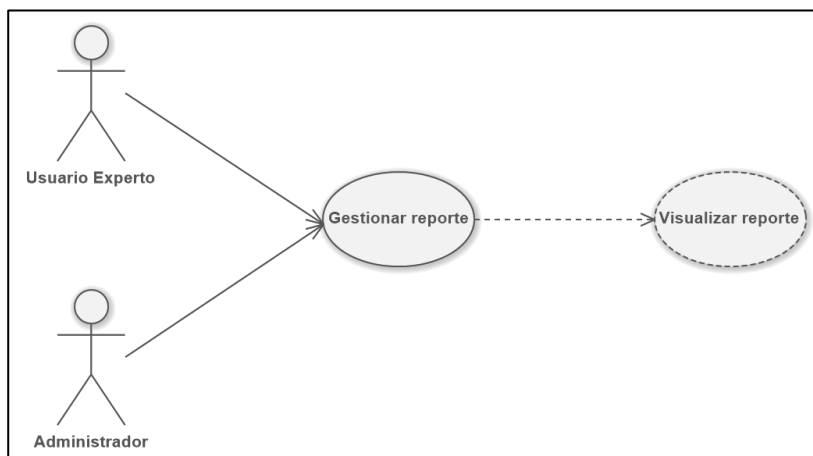 Usuario Experto
Gestionar reporte
Visualizar reporte
Administrador